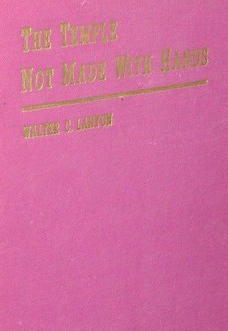 THE TEMPLE
NOT MADE WITH HANDS
WALTER C. LANYON